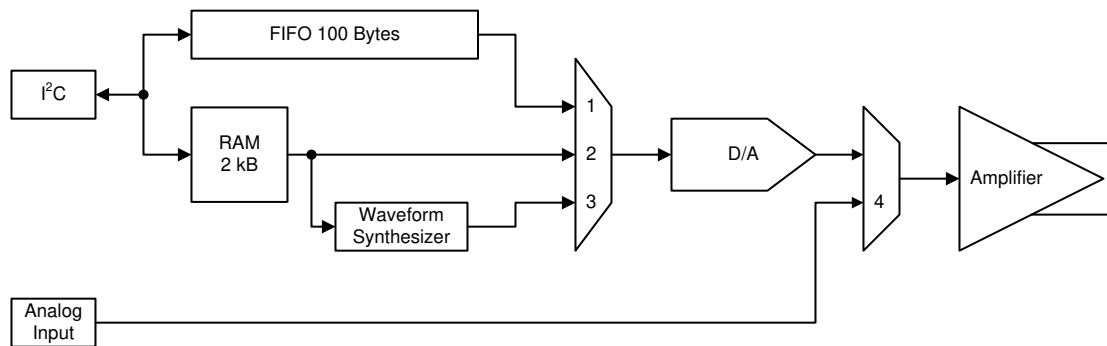 FIFO 100 Bytes
I²C
1
RAM
2 kB
2
D/A
Amplifier
3
4
Waveform
Synthesizer
Analog
Input